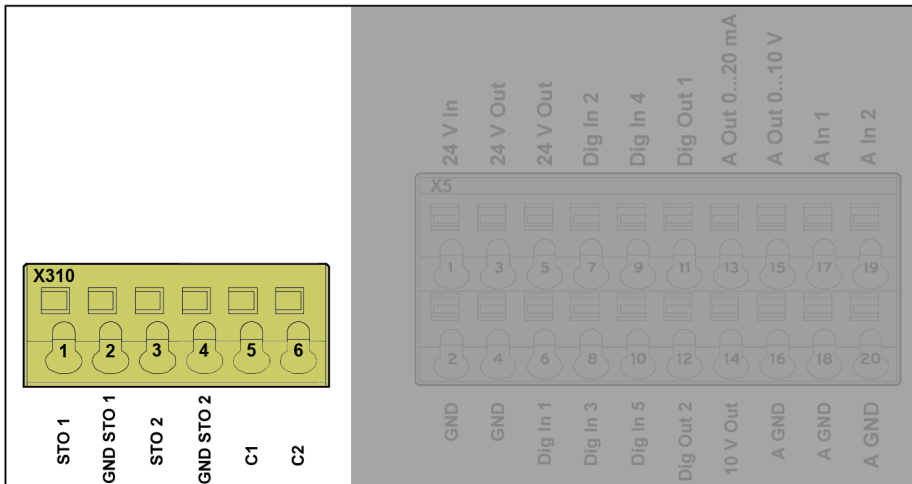 24 V In
24 V Out
24 V Out
Dig In 2
Dig In 4
Dig Out 1
A Out 0...20 mA
A Out 0...10 V
A In 1
A In 2
X5
1 3 5 7 9 11 13 15 17 19
2 4 6 8 10 12 14 16 18 20
GND
GND
Dig In 1
Dig In 3
Dig In 5
Dig Out 2
10 V Out
A GND
A GND
A GND
X310
1 2 3 4 5 6
STO 1
GND STO 1
STO 2
GND STO 2
C1
C2